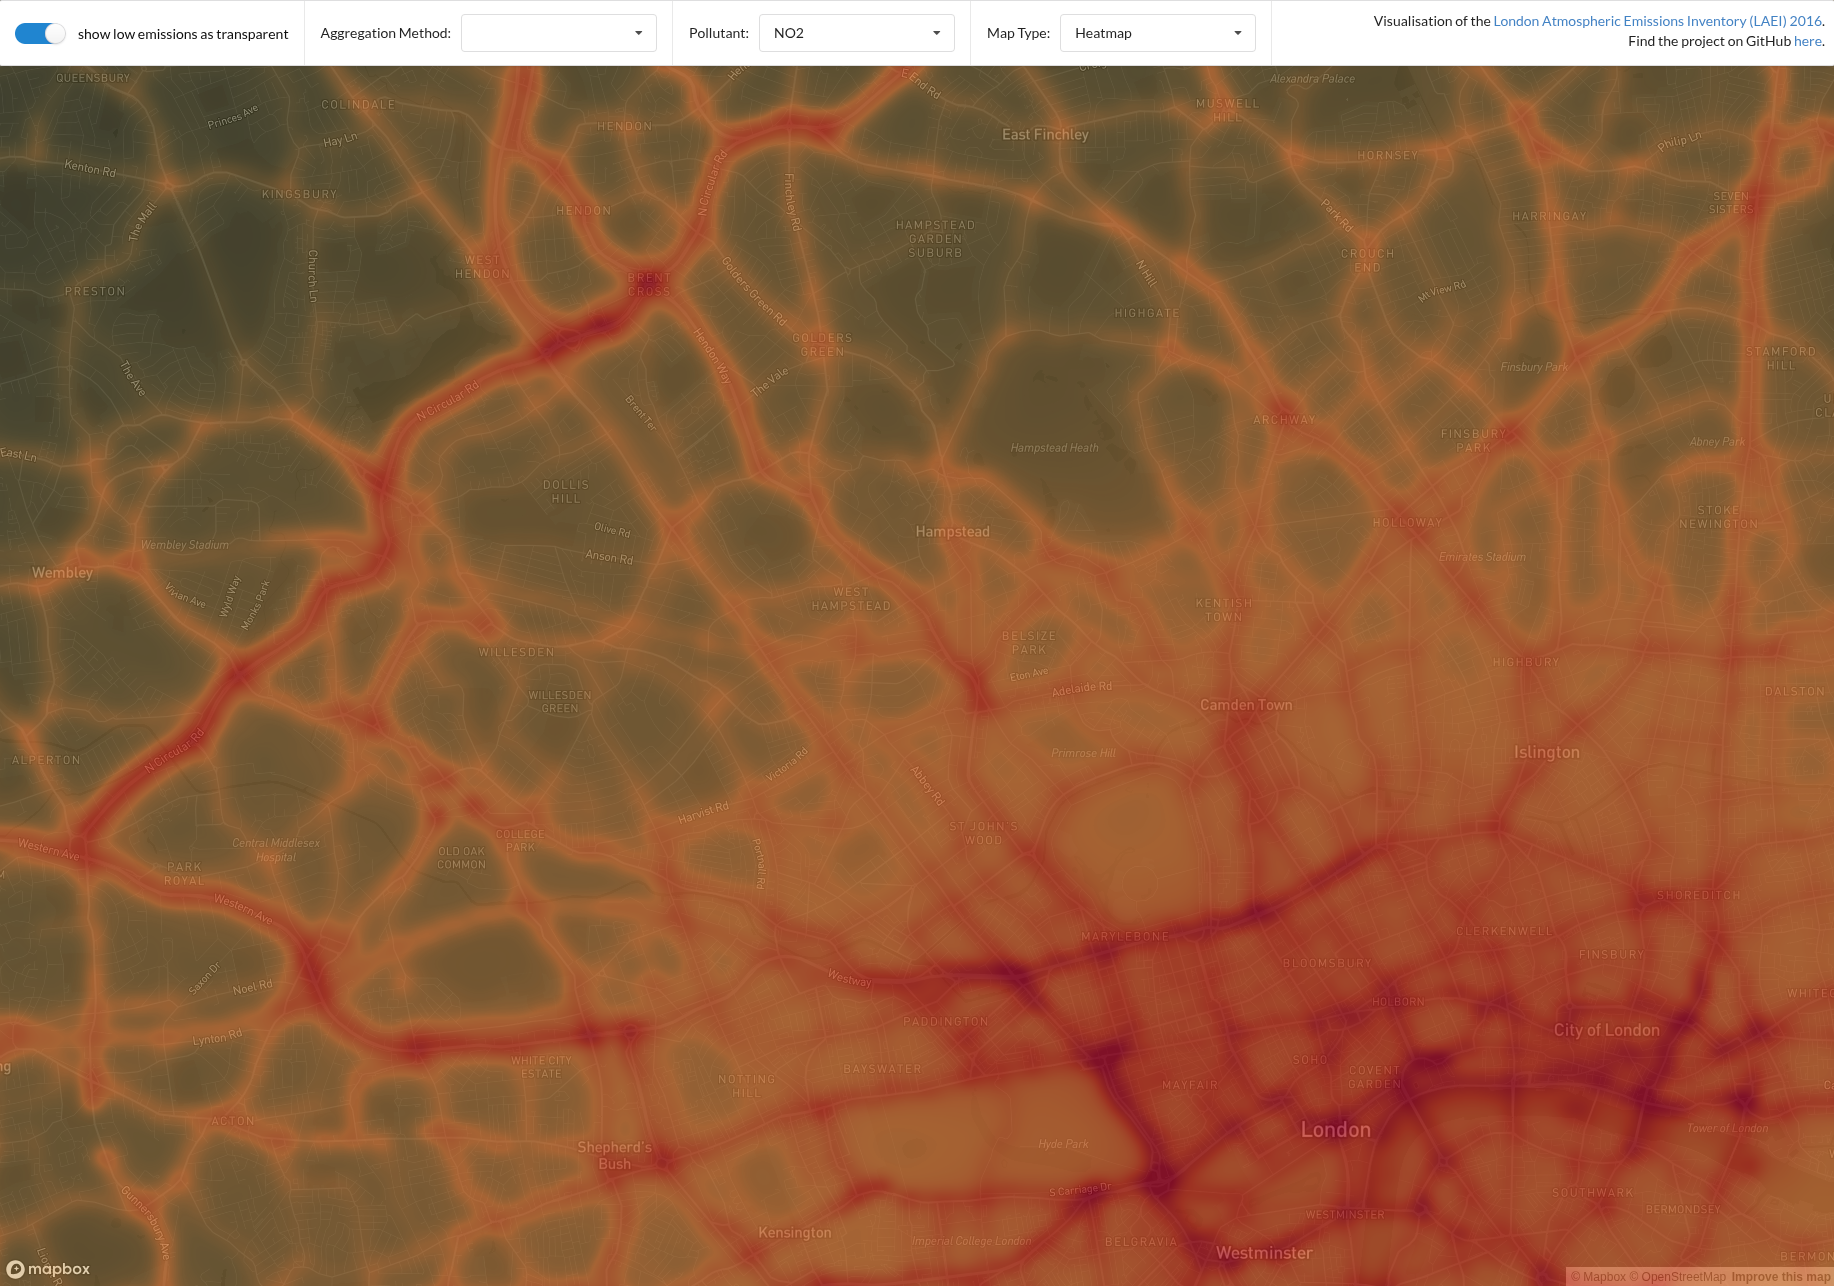 show low emissions as transparent
Aggregation Method:
Pollutant:
NO2
Map Type:
Heatmap
Visualisation of the London Atmospheric Emissions Inventory (LAEI) 2016.
Find the project on GitHub here.
QUEENSBURY
Princes Ave
COLINDALE
Hay Ln
HENDON
E End Rd
East Finchley
MUSWELL
HILL
Alexandra Palace
HORNSEY
Philip Ln
Kenton Rd
KINGSBURY
The Mall
HENDON
N Circular Rd
Finchley Rd
HAMPSTEAD
GARDEN
SUBURB
Park Rd
HARRINGAY
SEVEN
SISTERS
PRESTON
Church Ln
WEST
HENDON
BRENT
CROSS
Golders Green Rd
N Hill
CROUCH
END
Mt View Rd
HIGHGATE
GOLDERS
GREEN
Hendon Way
The Vale
The Ave
N Circular Rd
Brent Ter
Finsbury Park
STAMFORD
HILL
ARCHWAY
FINSBURY
PARK
Abney Park
East Ln
Hampstead Heath
DOLLIS
HILL
Olive Rd
Anson Rd
Hampstead
HOLLOWAY
Emirates Stadium
STOKE
NEWINGTON
Wembley Stadium
Wembley
Vivian Ave
Wyld Way
Monks Park
WEST
HAMPSTEAD
KENTISH
TOWN
BELSIZE
PARK
Eton Ave
Adelaide Rd
HIGHBURY
DALSTON
WILLESDEN
WILLESDEN
GREEN
Camden Town
Primrose Hill
Islington
ALPERTON
N Circular Rd
Victoria Rd
Abbey Rd
Harvist Rd
ST JOHN'S
WOOD
Western Ave
Central Middlesex
Hospital
PARK
ROYAL
COLLEGE
PARK
OLD OAK
COMMON
Portnall Rd
Western Ave
SHOREDITCH
MARYLEBONE
CLERKENWELL
BLOOMSBURY
FINSBURY
Westway
Saxon Dr
Noel Rd
HOLBORN
PADDINGTON
City of London
Lynton Rd
WHITE CITY
ESTATE
NOTTING
HILL
BAYSWATER
SOHO
COVENT
GARDEN
MAYFAIR
ACTON
London
Tower of London
Hyde Park
Shepherd's
Bush
Gunnersbury Ave
S Carriage Dr
SOUTHWARK
BERMONDSEY
WESTMINSTER
Kensington
Imperial College London
BELGRAVIA
Westminster
mapbox
© Mapbox © OpenStreetMap Improve this map